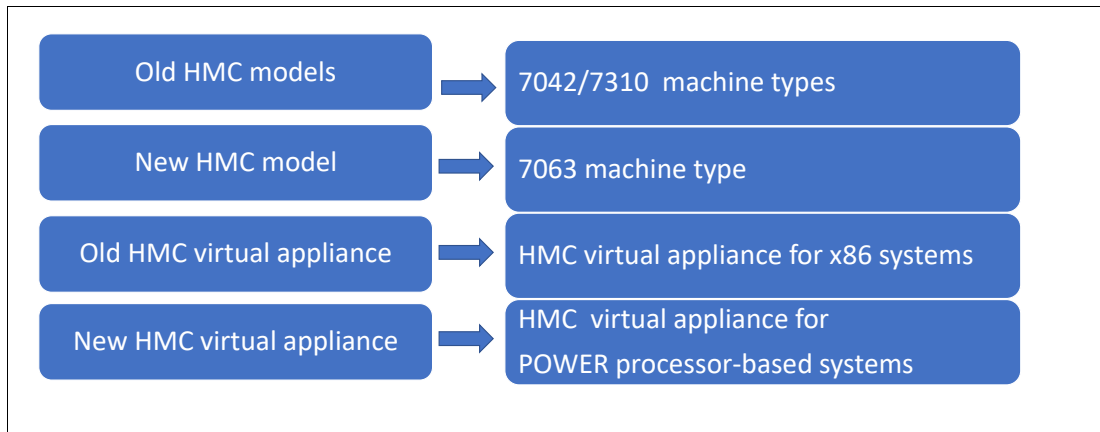 Old HMC models
7042/7310 machine types
New HMC model
7063 machine type
Old HMC virtual appliance
HMC virtual appliance for x86 systems
New HMC virtual appliance
HMC virtual appliance for
POWER processor-based systems